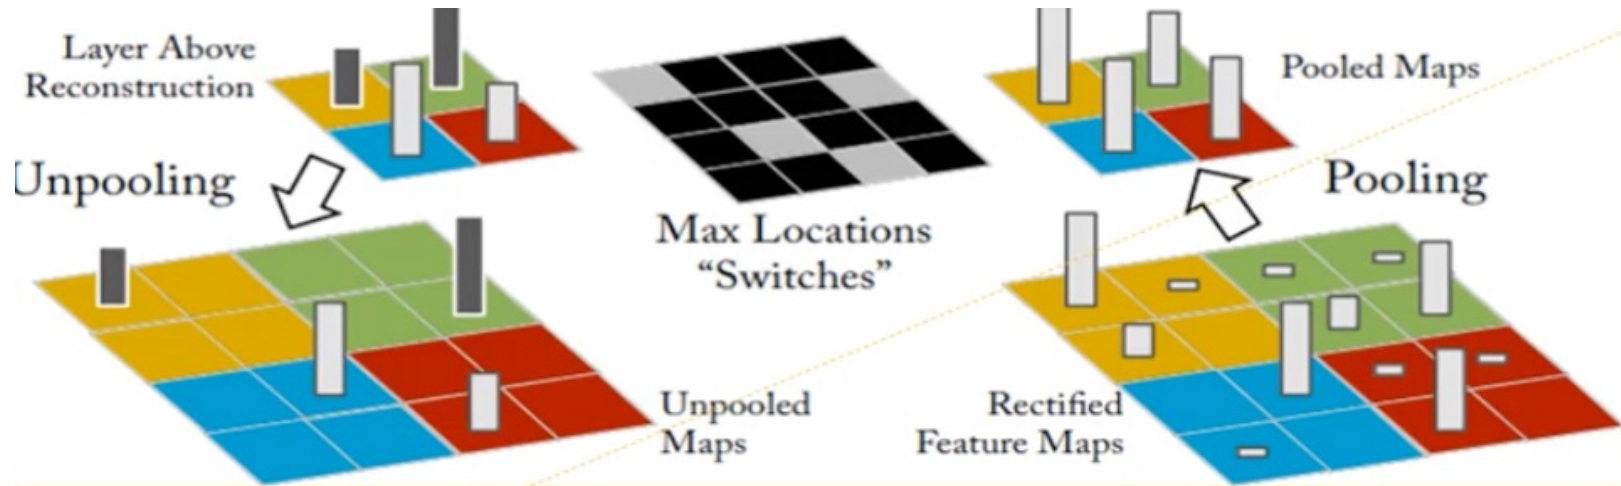 Layer Above
Reconstruction
Pooled Maps
Unpooling
Pooling
Max Locations
“Switches”
Unpooled
Maps
Rectified
Feature Maps